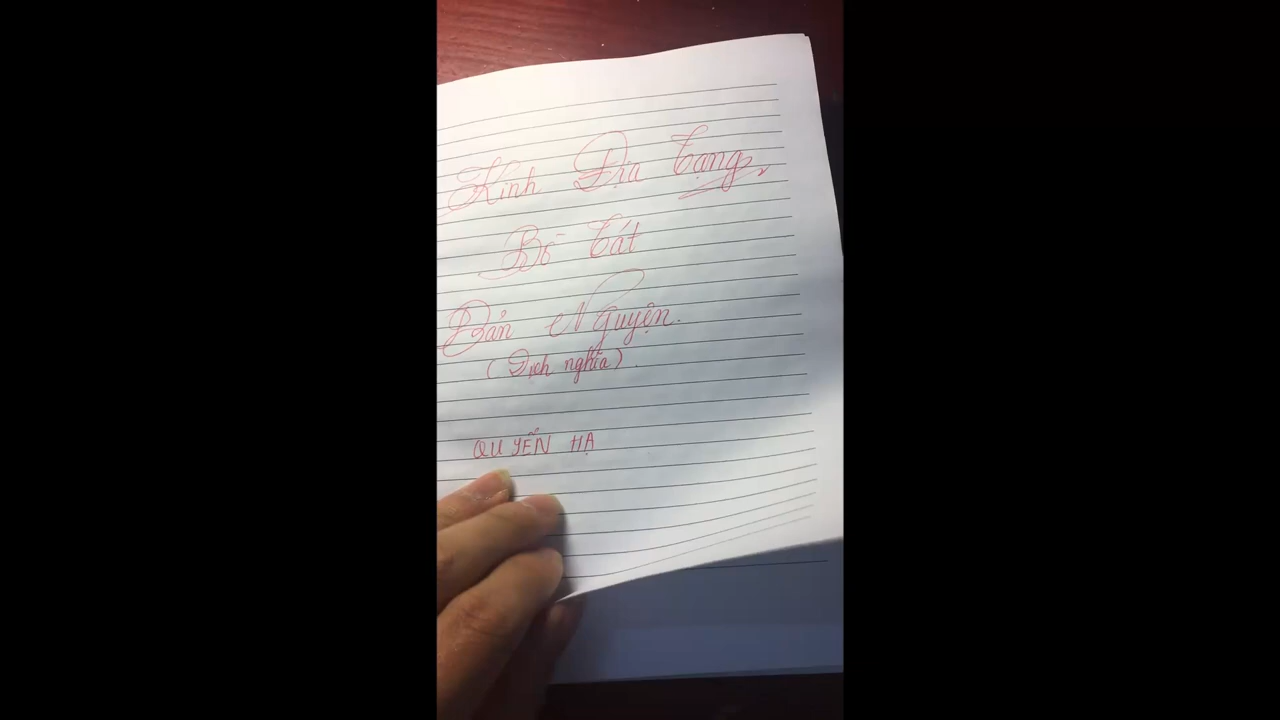 Kinh Địa Tạng
Bồ Tát
Bản Nguyện.
(Dịch nghĩa).
QUYỂN HẠ